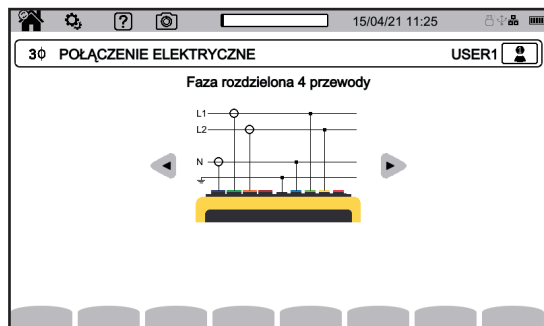 ? 15/04/21 11:25
3φ POŁĄCZENIE ELEKTRYCZNE USER1
Faza rozdzielona 4 przewody
L1
L2
N